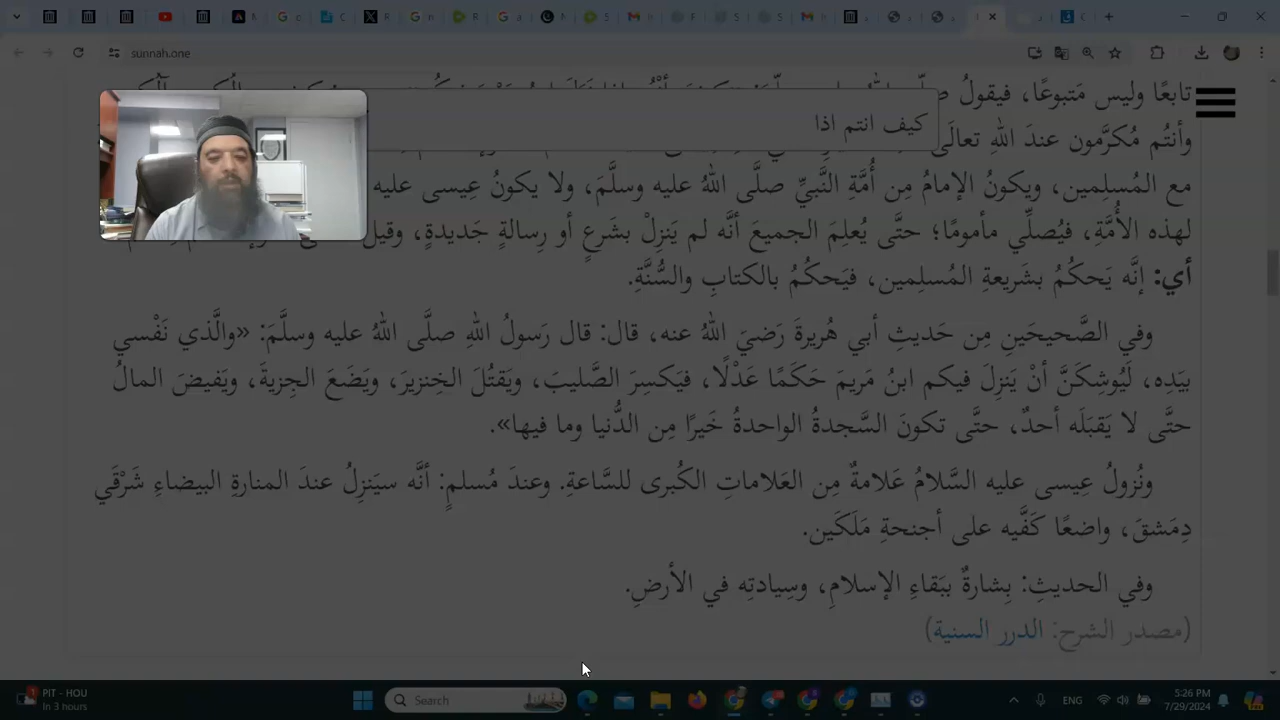 sunnah.one
تابعًا وليس مَتبوعًا، فيقولُ
كيف انتم اذا
وأنتُم مُكرَّمون عندَ اللهِ تعالَى
مع المُسلِمين، ويكونُ الإمامُ مِن أُمَّةِ النَّبيِّ صلَّى اللهُ عليه وسلَّمَ، ولا يكونُ عِيسى عليه
لهذه الأُمَّةِ، فيُصلِّي مأمومًا؛ حتَّى يُعلِمَ الجميعَ أنَّه لم يَنزِلْ بشَرعٍ أو رِسالةٍ جَديدةٍ، وقيل
أي: إنَّه يَحكُمُ بشَريعةِ المُسلِمين، فيَحكُمُ بالكتابِ والسُّنَّةِ.
وفي الصَّحيحَينِ مِن حَديثِ أبي هُريرةَ رَضيَ اللهُ عنه، قال: قال رَسولُ اللهِ صلَّى اللهُ عليه وسلَّمَ: «والَّذي نَفْسي
بيَدِه، لَيُوشِكَنَّ أنْ يَنزِلَ فيكم ابنُ مَريمَ حَكَمًا عَدْلًا، فيَكسِرَ الصَّليبَ، ويَقتُلَ الخِنزيرَ، ويَضَعَ الجِزيةَ، ويَفيضَ المالُ
حتَّى لا يَقبَلَه أحدٌ، حتَّى تكونَ السَّجدةُ الواحدةُ خَيرًا مِن الدُّنيا وما فيها».
ونُزولُ عِيسى عليه السَّلامُ عَلامةٌ مِن العَلاماتِ الكُبرى للسَّاعةِ. وعندَ مُسلمٍ: أنَّه سيَنزِلُ عندَ المنارةِ البيضاءِ شَرْقَي
دِمَشقَ، واضعًا كَفَّيه على أجنحةِ مَلَكَين.
وفي الحديثِ: بِشارةٌ ببَقاءِ الإسلامِ، وسِيادتِه في الأرضِ.
(مصدر الشرح: الدرر السنية)
PIT - HOU
In 3 hours
Search
ENG
5:26 PM
7/29/2024